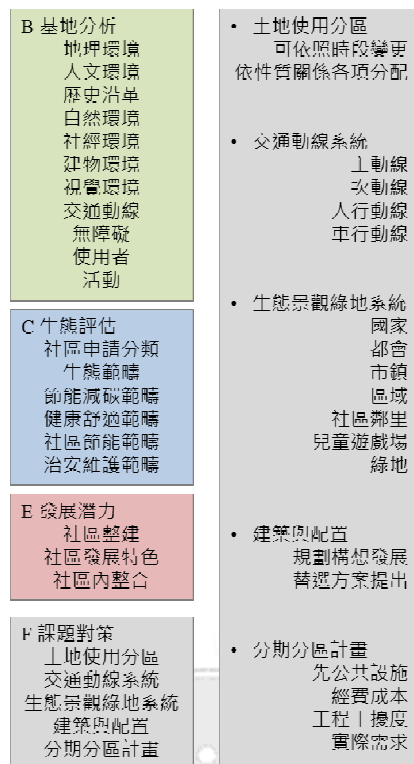 B 基地分析
地理環境
人文環境
歷史沿革
自然環境
社經環境
建物環境
視覺環境
交通動線
無障礙
使用者
活動
C 生態評估
社區申請分類
生態範疇
節能減碳範疇
健康舒適範疇
社區節能範疇
治安維護範疇
E 發展潛力
社區整建
社區發展特色
社區內整合
F 課題對策
土地使用分區
交通動線系統
生態景觀綠地系統
建築與配置
分期分區計畫
• 土地使用分區
可依照時段變更
依性質關係各項分配
• 交通動線系統
主動線
次動線
人行動線
車行動線
• 生態景觀綠地系統
國家
都會
市鎮
區域
社區鄰里
兒童遊戲場
綠地
• 建築與配置
規劃構想發展
替選方案提出
• 分期分區計畫
先公共設施
經費成本
工程干擾度
實際需求